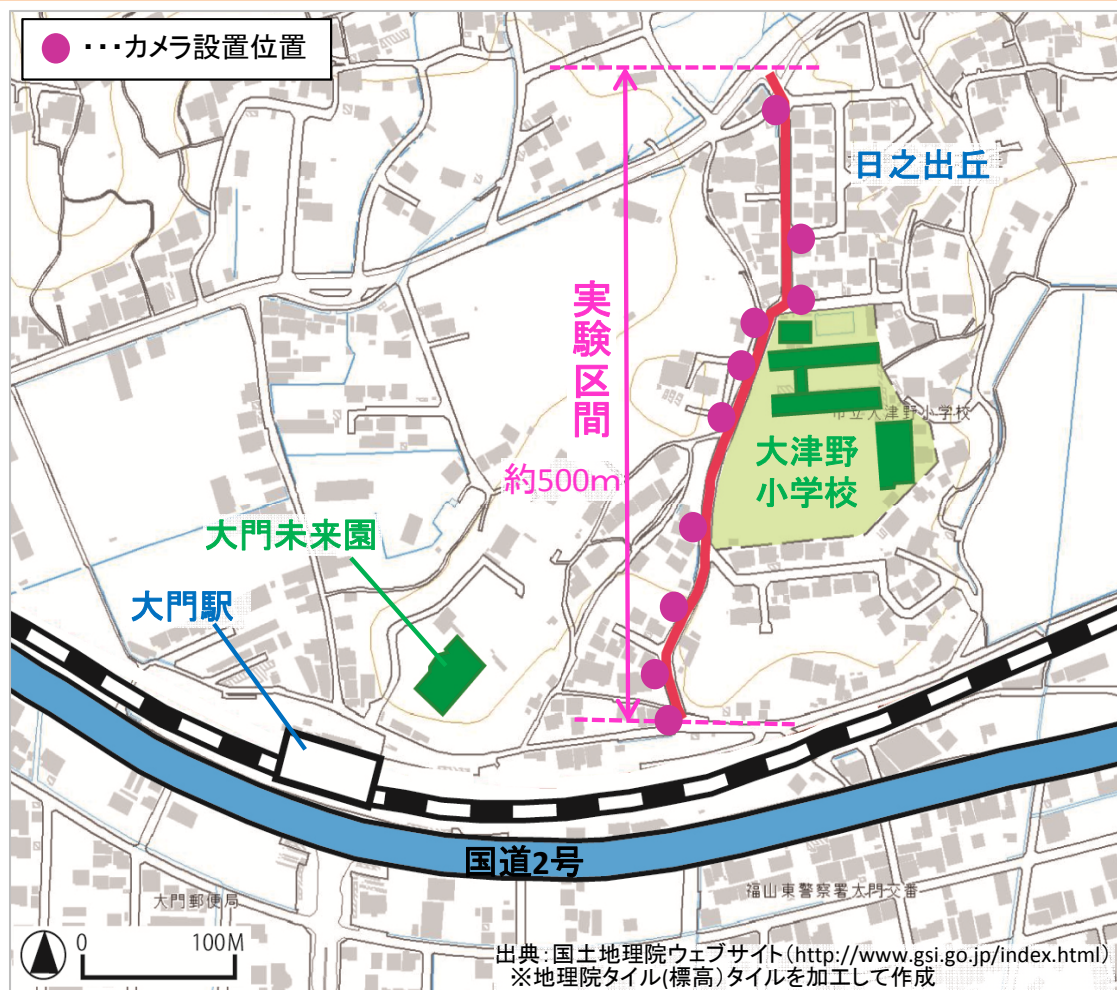 ●・・・カメラ設置位置
日之出丘
実験区間
約500m
市立大津野小学校
大津野
小学校
大門未来園
大門駅
国道2号
大門郵便局
福山東警察署大門交番
0 100M
出典:国土地理院ウェブサイト(http://www.gsi.go.jp/index.html)
※地理院タイル(標高)タイルを加工して作成